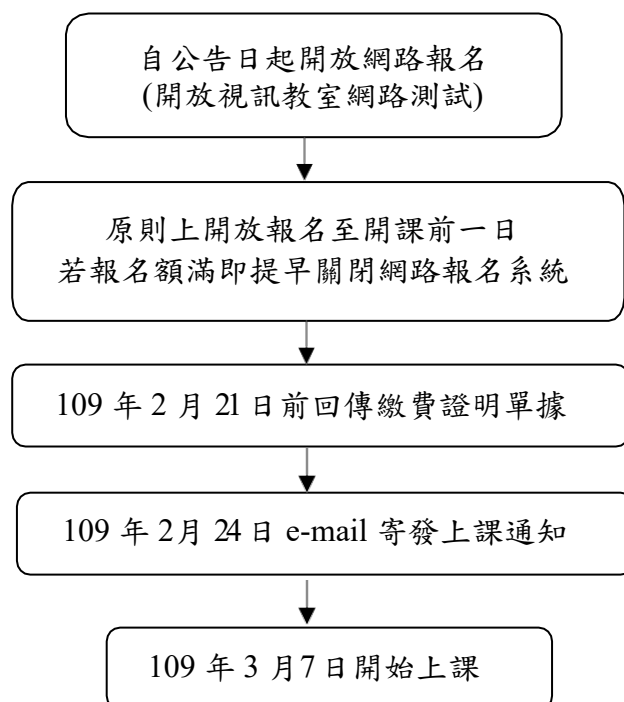 自公告日起開放網路報名
(開放視訊教室網路測試)
原則上開放報名至開課前一日
若報名額滿即提早關閉網路報名系統
109 年 2 月 21 日前回傳繳費證明單據
109 年 2月 24 日 e-mail 寄發上課通知
109 年 3 月7 日開始上課